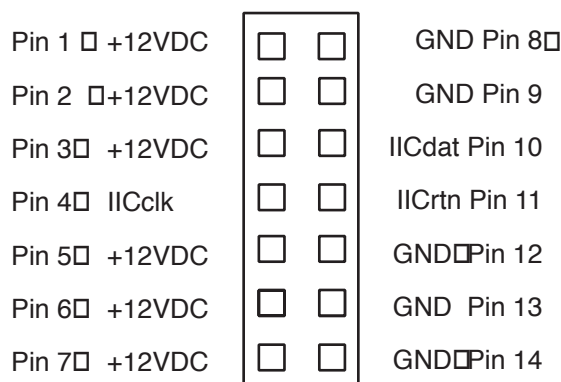 Pin 1 □ +12VDC GND Pin 8□
Pin 2 □+12VDC GND Pin 9
Pin 3□ +12VDC IICdat Pin 10
Pin 4□ IICclk IICrtn Pin 11
Pin 5□ +12VDC GND□Pin 12
Pin 6□ +12VDC GND Pin 13
Pin 7□ +12VDC GND□Pin 14